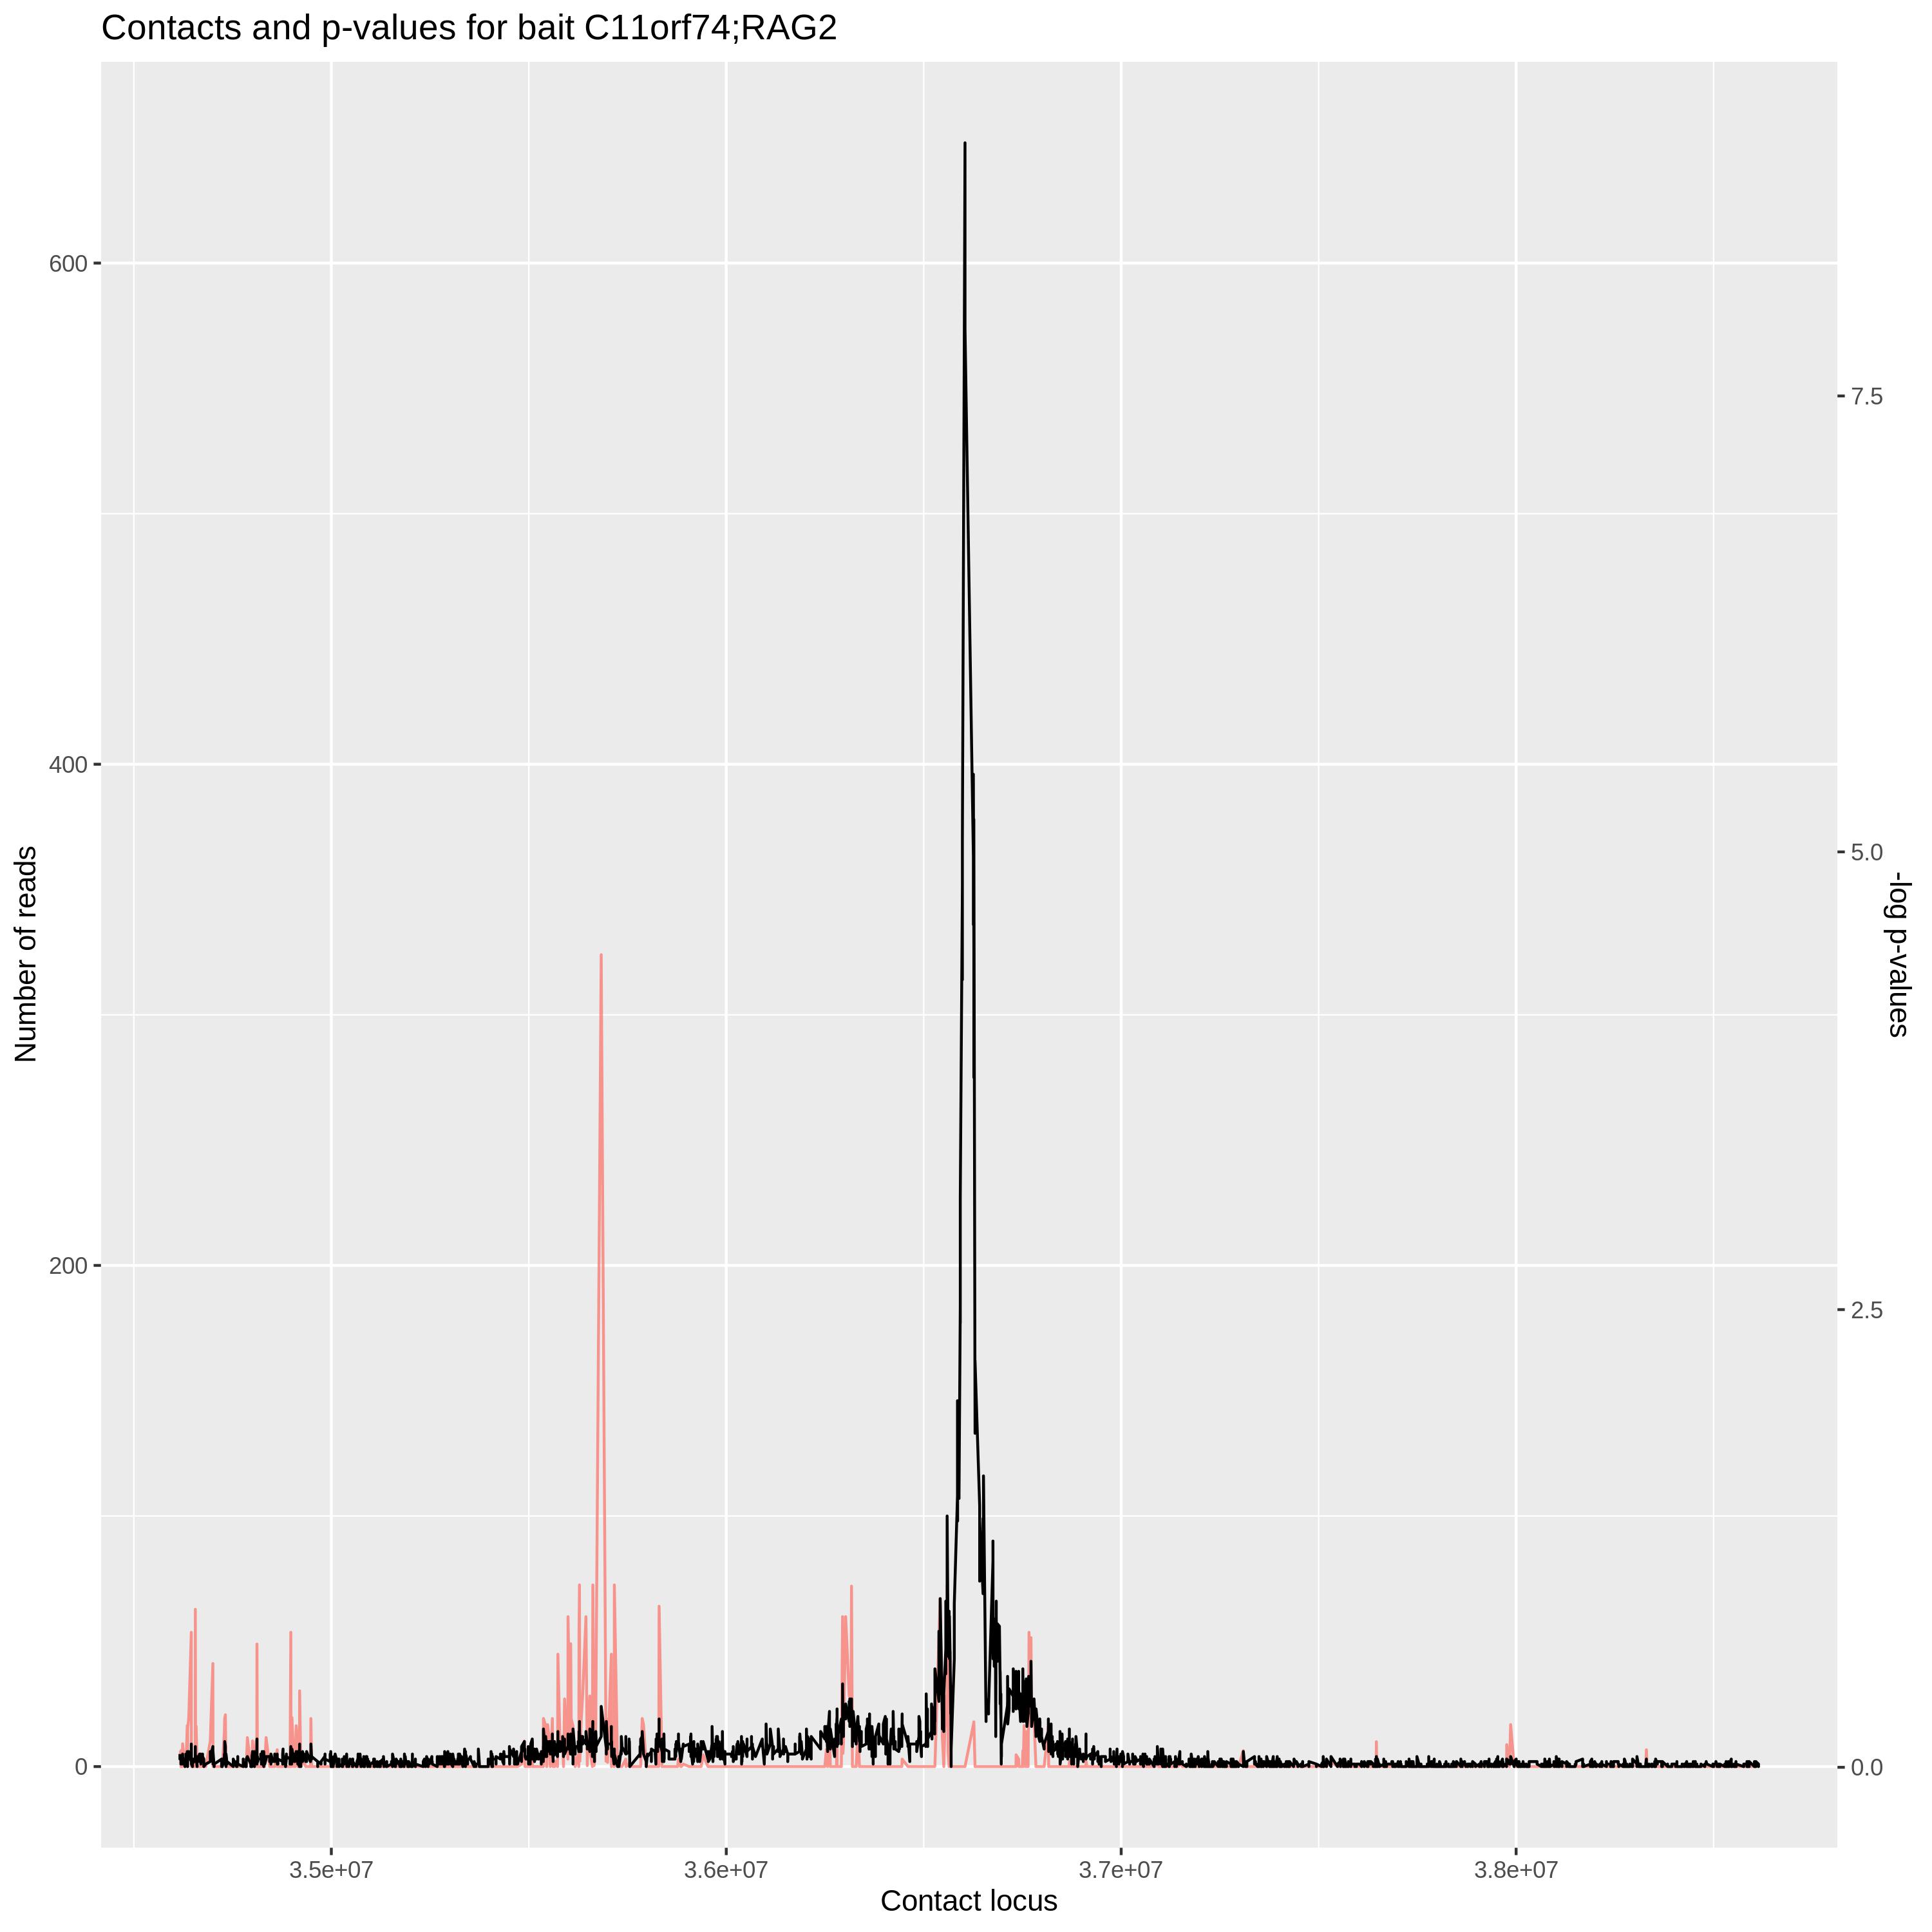 Contacts and p-values for bait C11orf74;RAG2
600
400
200
0
Number of reads
7.5
5.0
2.5
0.0
-log p-values
3.5e+07 3.6e+07 3.7e+07 3.8e+07
Contact locus